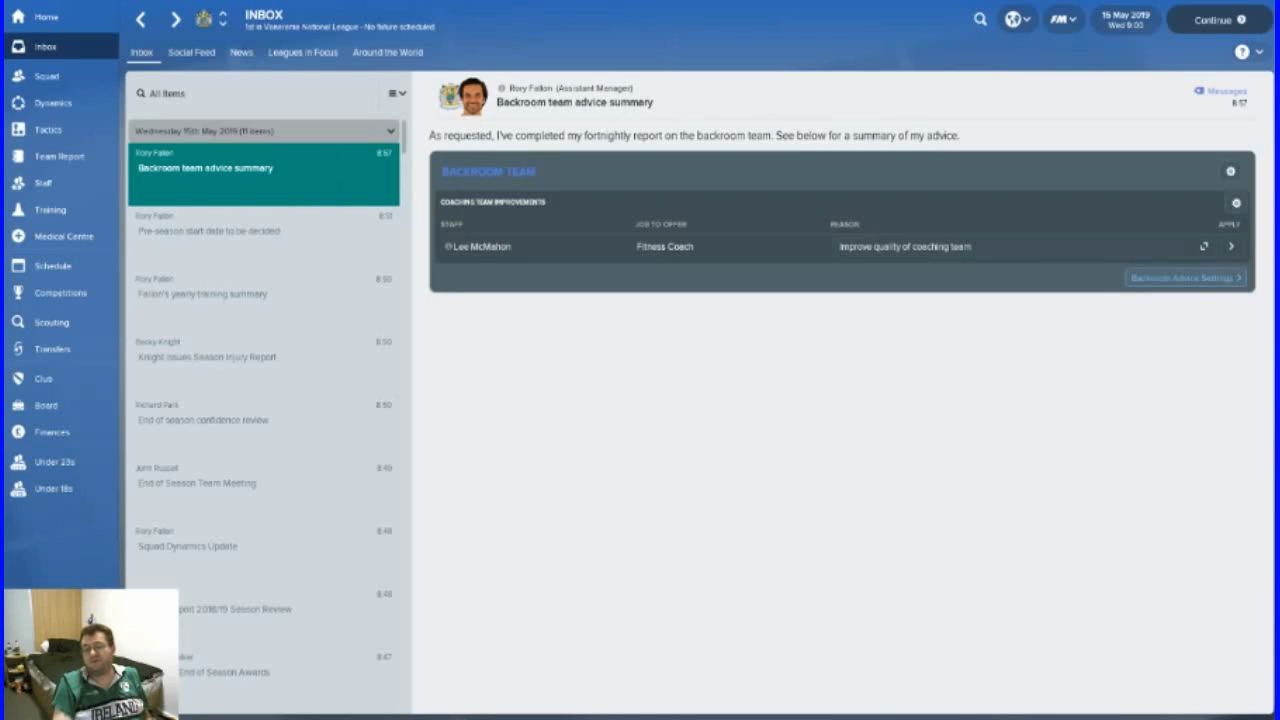 Home
Inbox
Squad
Dynamics
Tactics
Team Report
Staff
Training
Medical Centre
Schedule
Competitions
Scouting
Transfers
Club
Board
Finances
Under 23s
Under 18s
INBOX
1st in Vanarama National League - No fixture scheduled
FM
15 May 2019
Wed 9:00
Continue
Inbox
Social Feed
News
Leagues in Focus
Around the World
?
All Items
Wednesday 15th May 2019 (11 items)
Rory Fallon 8:57
Backroom team advice summary
Rory Fallon 8:51
Pre-season start date to be decided
Rory Fallon 8:50
Fallon's yearly training summary
Becky Knight 8:50
Knight issues Season Injury Report
Richard Park 8:50
End of season confidence review
John Russell 8:49
End of Season Team Meeting
Rory Fallon 8:48
Squad Dynamics Update
8:48
port 2018/19 Season Review
8:47
End of Season Awards
Rory Fallon (Assistant Manager)
Backroom team advice summary
Messages
8:57
As requested, I've completed my fortnightly report on the backroom team. See below for a summary of my advice.
BACKROOM TEAM
COACHING TEAM IMPROVEMENTS
STAFF JOB TO OFFER REASON APPLY
Lee McMahon Fitness Coach Improve quality of coaching team
Backroom Advice Settings
IRELAND